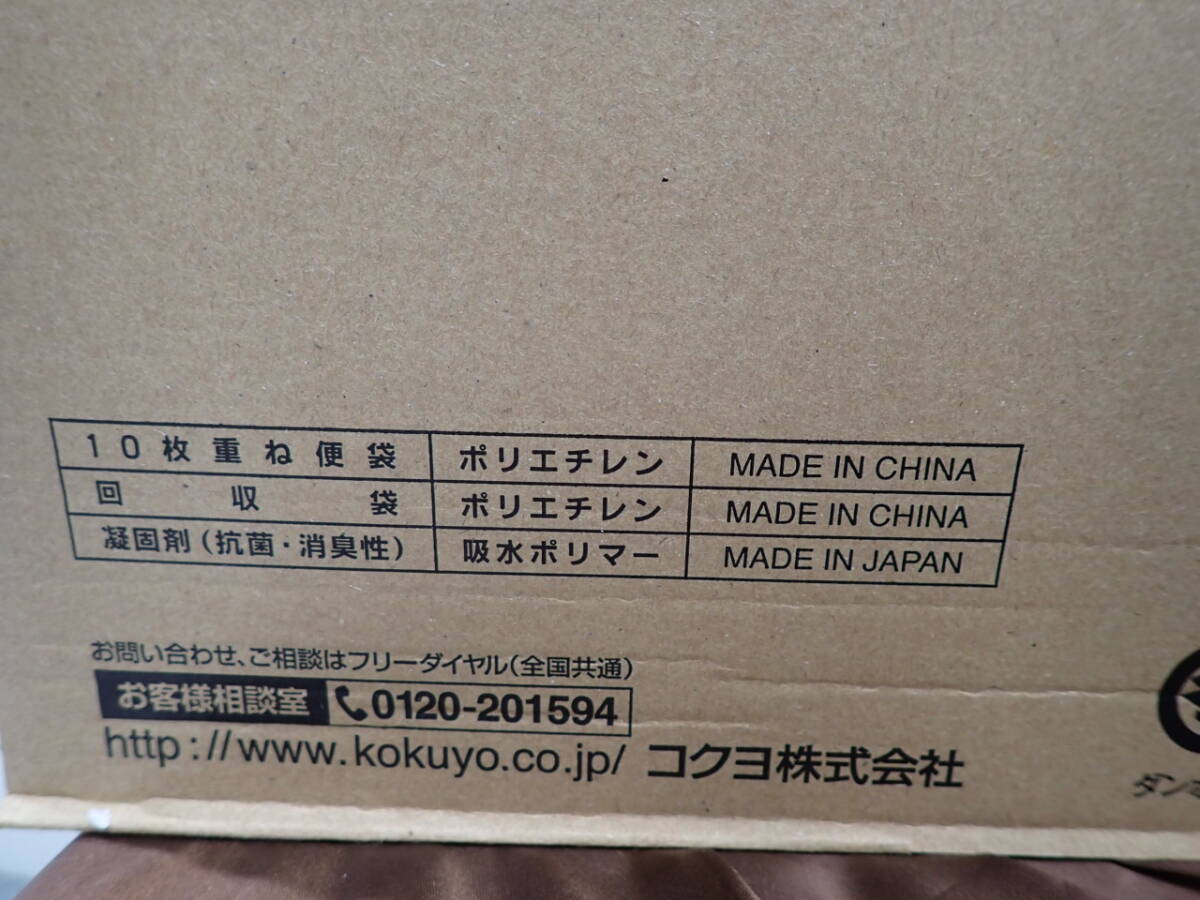 10枚重ね便袋 ポリエチレン MADE IN CHINA
回収袋 ポリエチレン MADE IN CHINA
凝固剤(抗菌・消臭性) 吸水ポリマー MADE IN JAPAN
お問い合わせ、ご相談はフリーダイヤル(全国共通)
お客様相談室 0120-201594
http://www.kokuyo.co.jp/ コクヨ株式会社